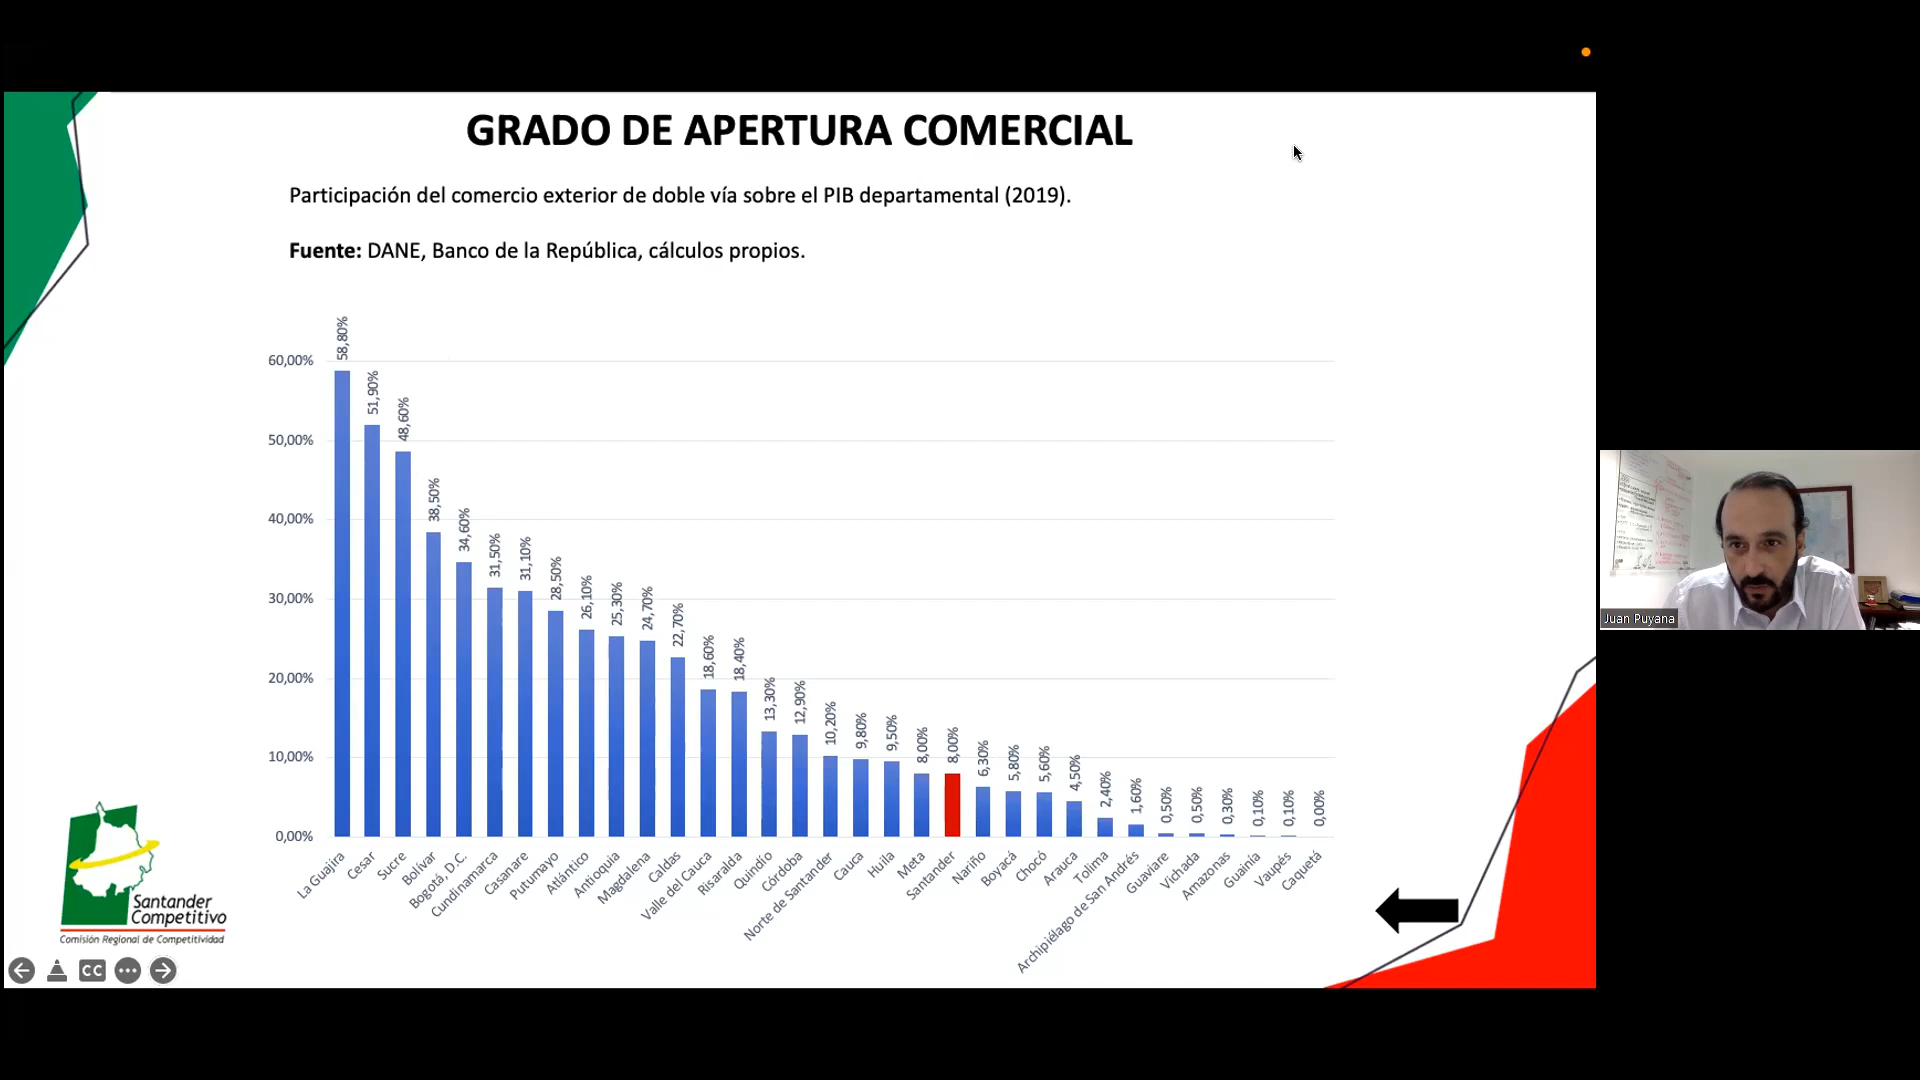 GRADO DE APERTURA COMERCIAL
Participación del comercio exterior de doble vía sobre el PIB departamental (2019).
Fuente: DANE, Banco de la República, cálculos propios.
60,00%
50,00%
40,00%
30,00%
20,00%
10,00%
0,00%
58,80%
51,90%
48,60%
38,50%
34,60%
31,50%
31,10%
28,50%
26,10%
25,30%
24,70%
22,70%
18,60%
18,40%
13,30%
12,90%
10,20%
9,80%
9,50%
8,00%
8,00%
6,30%
5,80%
5,60%
4,50%
2,40%
1,60%
0,50%
0,50%
0,30%
0,10%
0,10%
0,00%
La Guajira
Cesar
Sucre
Bolívar
Bogotá, D.C.
Cundinamarca
Casanare
Putumayo
Atlántico
Antioquia
Magdalena
Caldas
Valle del Cauca
Risaralda
Quindío
Córdoba
Norte de Santander
Cauca
Huila
Meta
Santander
Nariño
Boyacá
Chocó
Arauca
Tolima
Archipiélago de San Andrés
Guaviare
Vichada
Amazonas
Guainía
Vaupés
Caquetá
Santander
Competitivo
Comisión Regional de Competitividad
CC
Juan Puyana